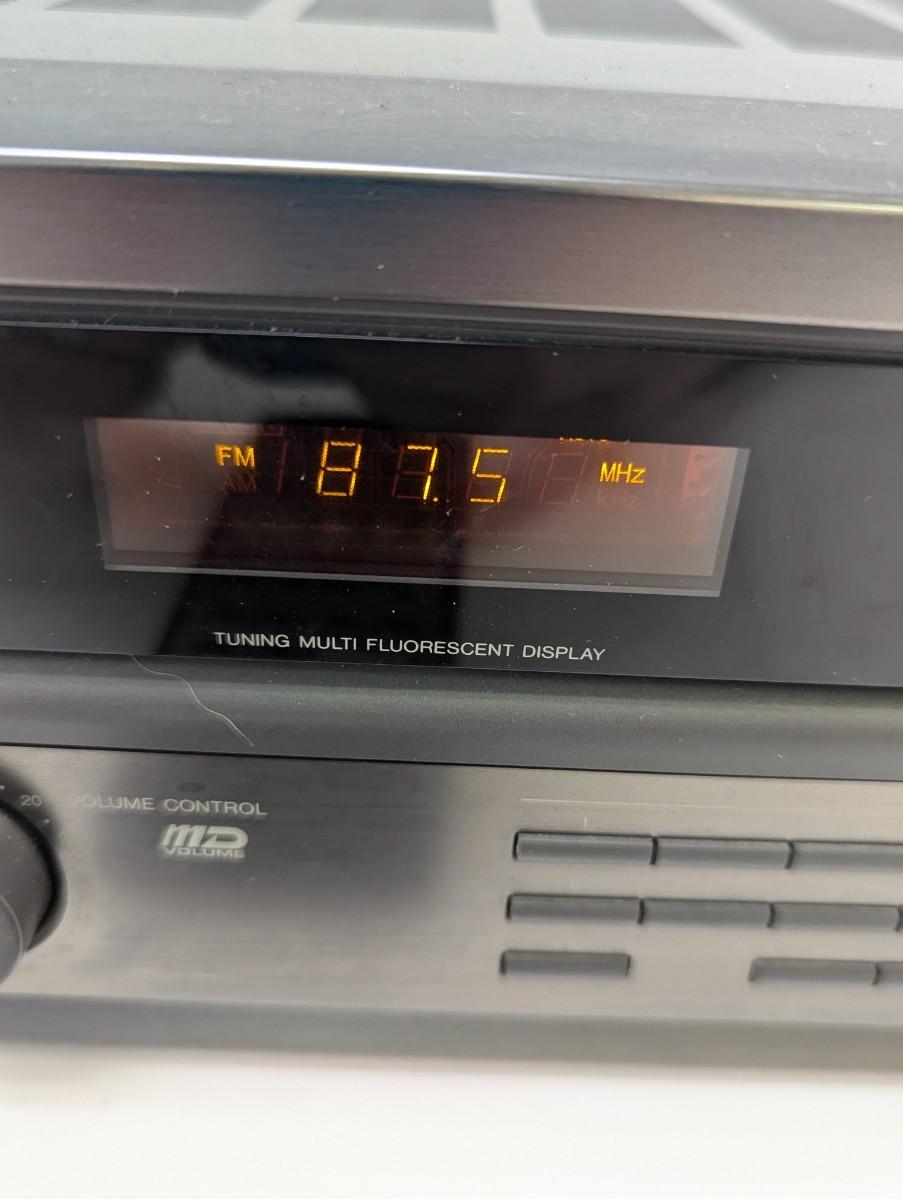 FM 87.5 MHz
AM kHz
TUNING MULTI FLUORESCENT DISPLAY
20 VOLUME CONTROL
MD
VOLUME